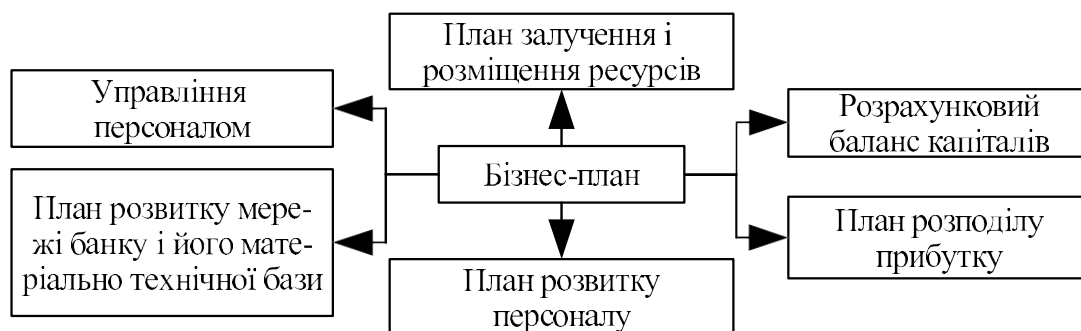 План залучення і
розміщення ресурсів
Управління
персоналом
Розрахунковий
баланс капіталів
Бізнес-план
План розвитку мере-
жі банку і його мате-
ріально технічної бази
План розподілу
прибутку
План розвитку
персоналу